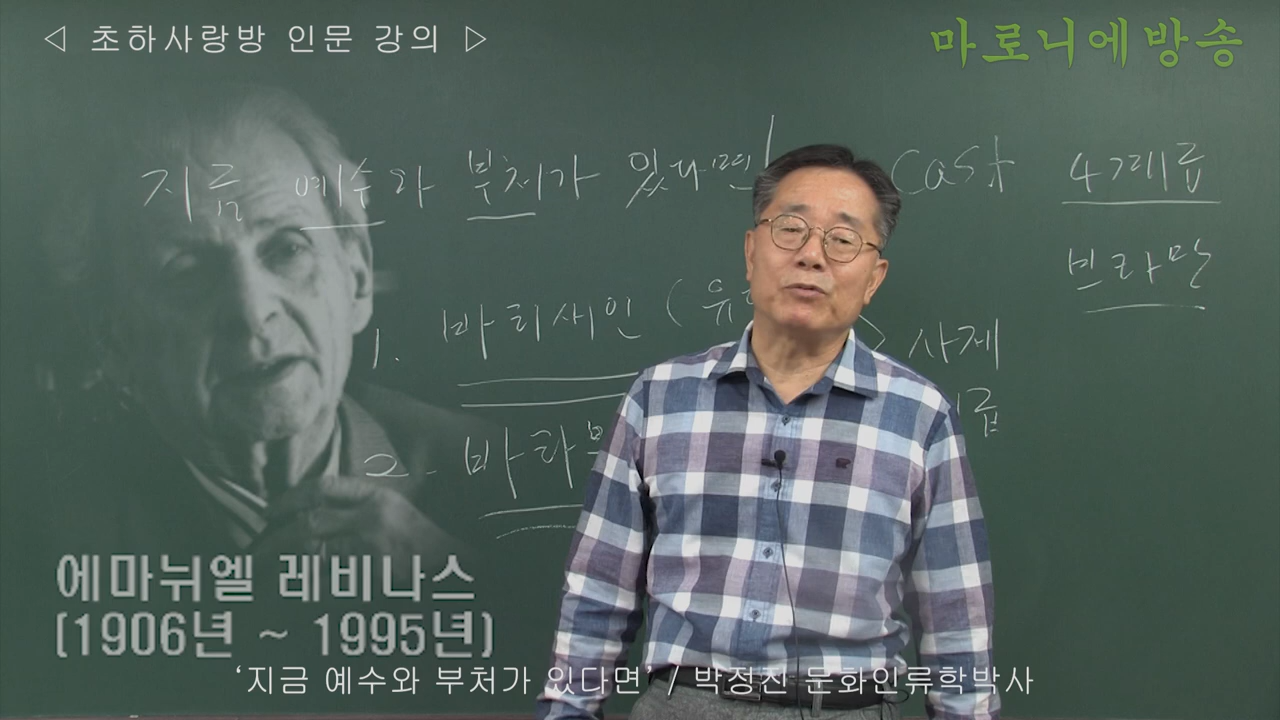 ◁ 초하사랑방 인문 강의 ▷
마로니에방송
지금 예수와 부처가 있다면
Cast 4계급
브라만
1. 바리새인 (유
사제
급
2. 바타
에마뉘엘 레비나스
(1906년 ~ 1995년)
‘지금 예수와 부처가 있다면’ / 박정진 문화인류학박사